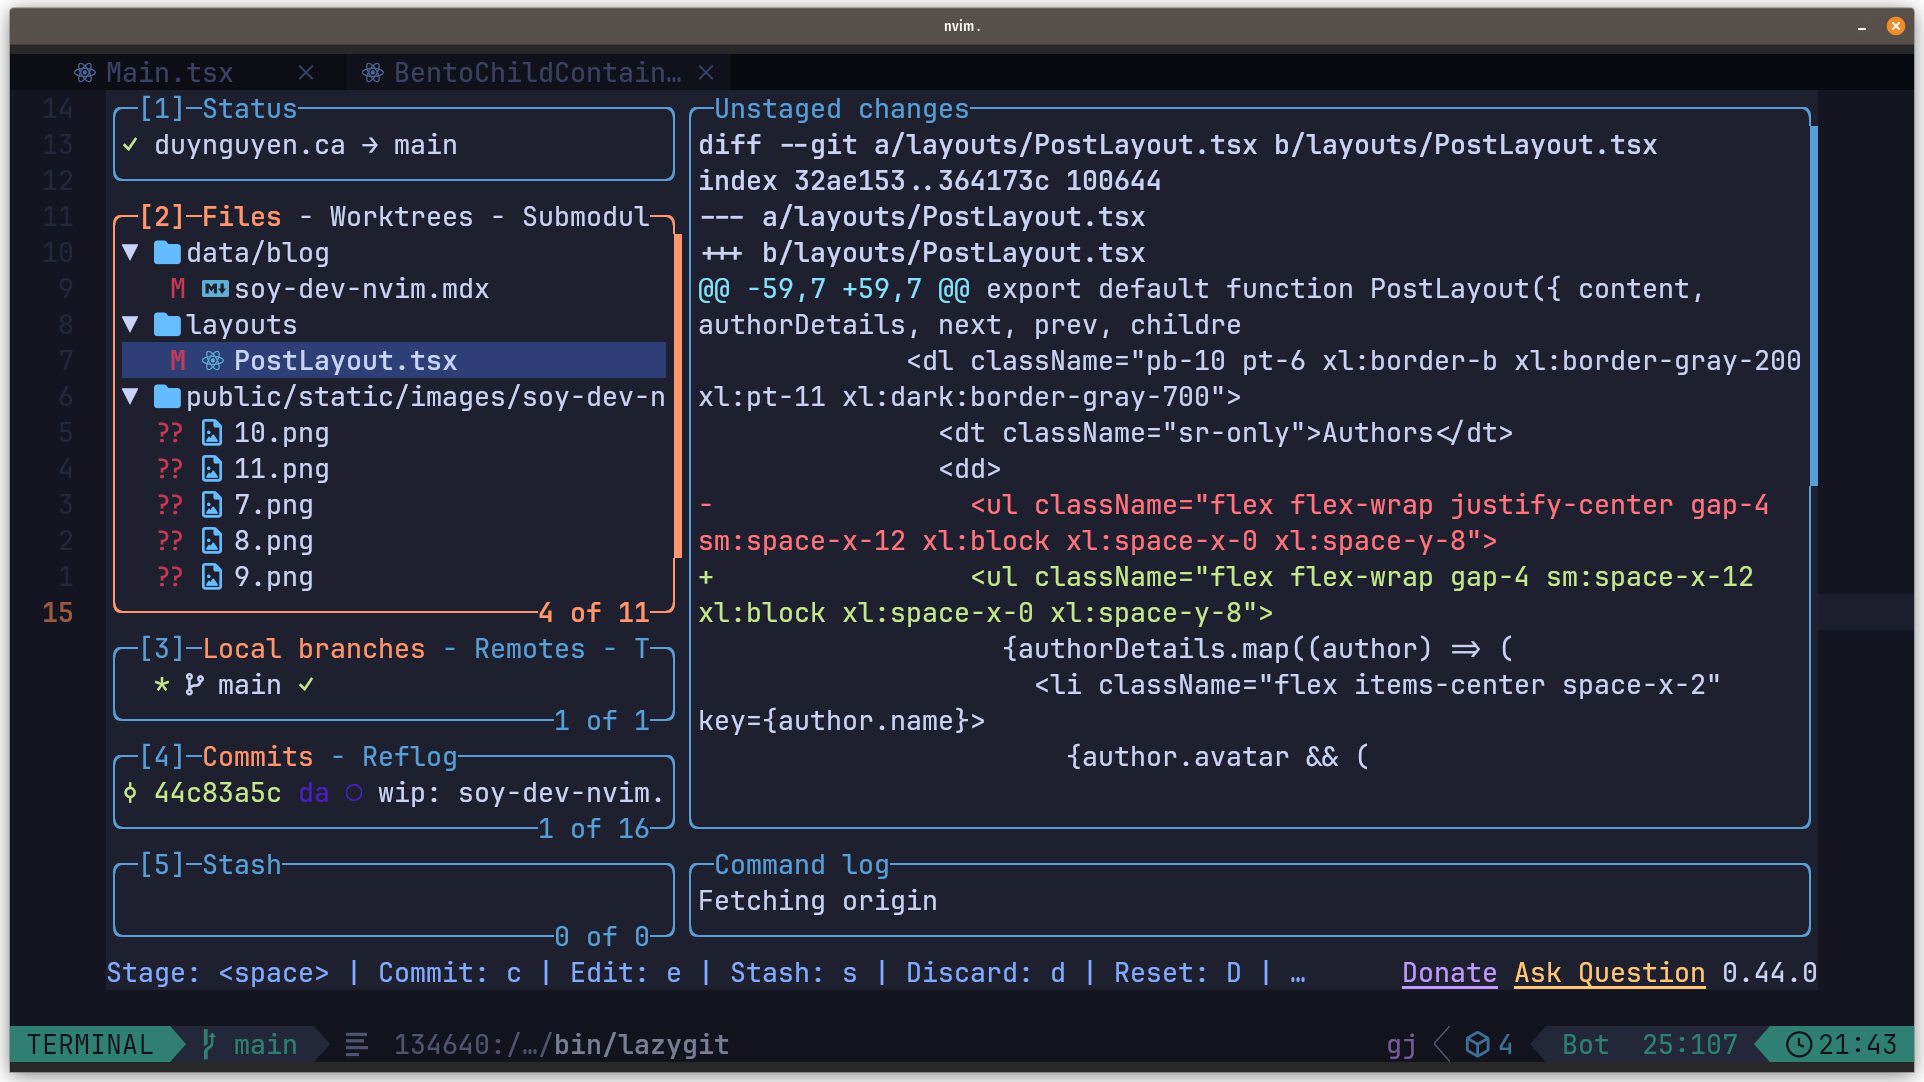 nvim .
Main.tsx
BentoChildContain…
14
13
12
11
10
9
8
7
6
5
4
3
2
1
15
[1]─Status
✓ duynguyen.ca → main
[2]─Files - Worktrees - Submodul
▼ data/blog
M soy-dev-nvim.mdx
▼ layouts
M PostLayout.tsx
▼ public/static/images/soy-dev-n
?? 10.png
?? 11.png
?? 7.png
?? 8.png
?? 9.png
4 of 11
[3]─Local branches - Remotes - T
* main ✓
1 of 1
[4]─Commits - Reflog
44c83a5c da ○ wip: soy-dev-nvim.
1 of 16
[5]─Stash
0 of 0
Unstaged changes
diff --git a/layouts/PostLayout.tsx b/layouts/PostLayout.tsx
index 32ae153..364173c 100644
--- a/layouts/PostLayout.tsx
+++ b/layouts/PostLayout.tsx
@@ -59,7 +59,7 @@ export default function PostLayout({ content,
authorDetails, next, prev, childre
<dl className="pb-10 pt-6 xl:border-b xl:border-gray-200
xl:pt-11 xl:dark:border-gray-700">
<dt className="sr-only">Authors</dt>
<dd>
- <ul className="flex flex-wrap justify-center gap-4
sm:space-x-12 xl:block xl:space-x-0 xl:space-y-8">
+ <ul className="flex flex-wrap gap-4 sm:space-x-12
xl:block xl:space-x-0 xl:space-y-8">
{authorDetails.map((author) => (
<li className="flex items-center space-x-2"
key={author.name}>
{author.avatar && (
Command log
Fetching origin
Stage: <space> | Commit: c | Edit: e | Stash: s | Discard: d | Reset: D | … Donate Ask Question 0.44.0
TERMINAL main 134640:/…/bin/lazygit gj 4 Bot 25:107 21:43